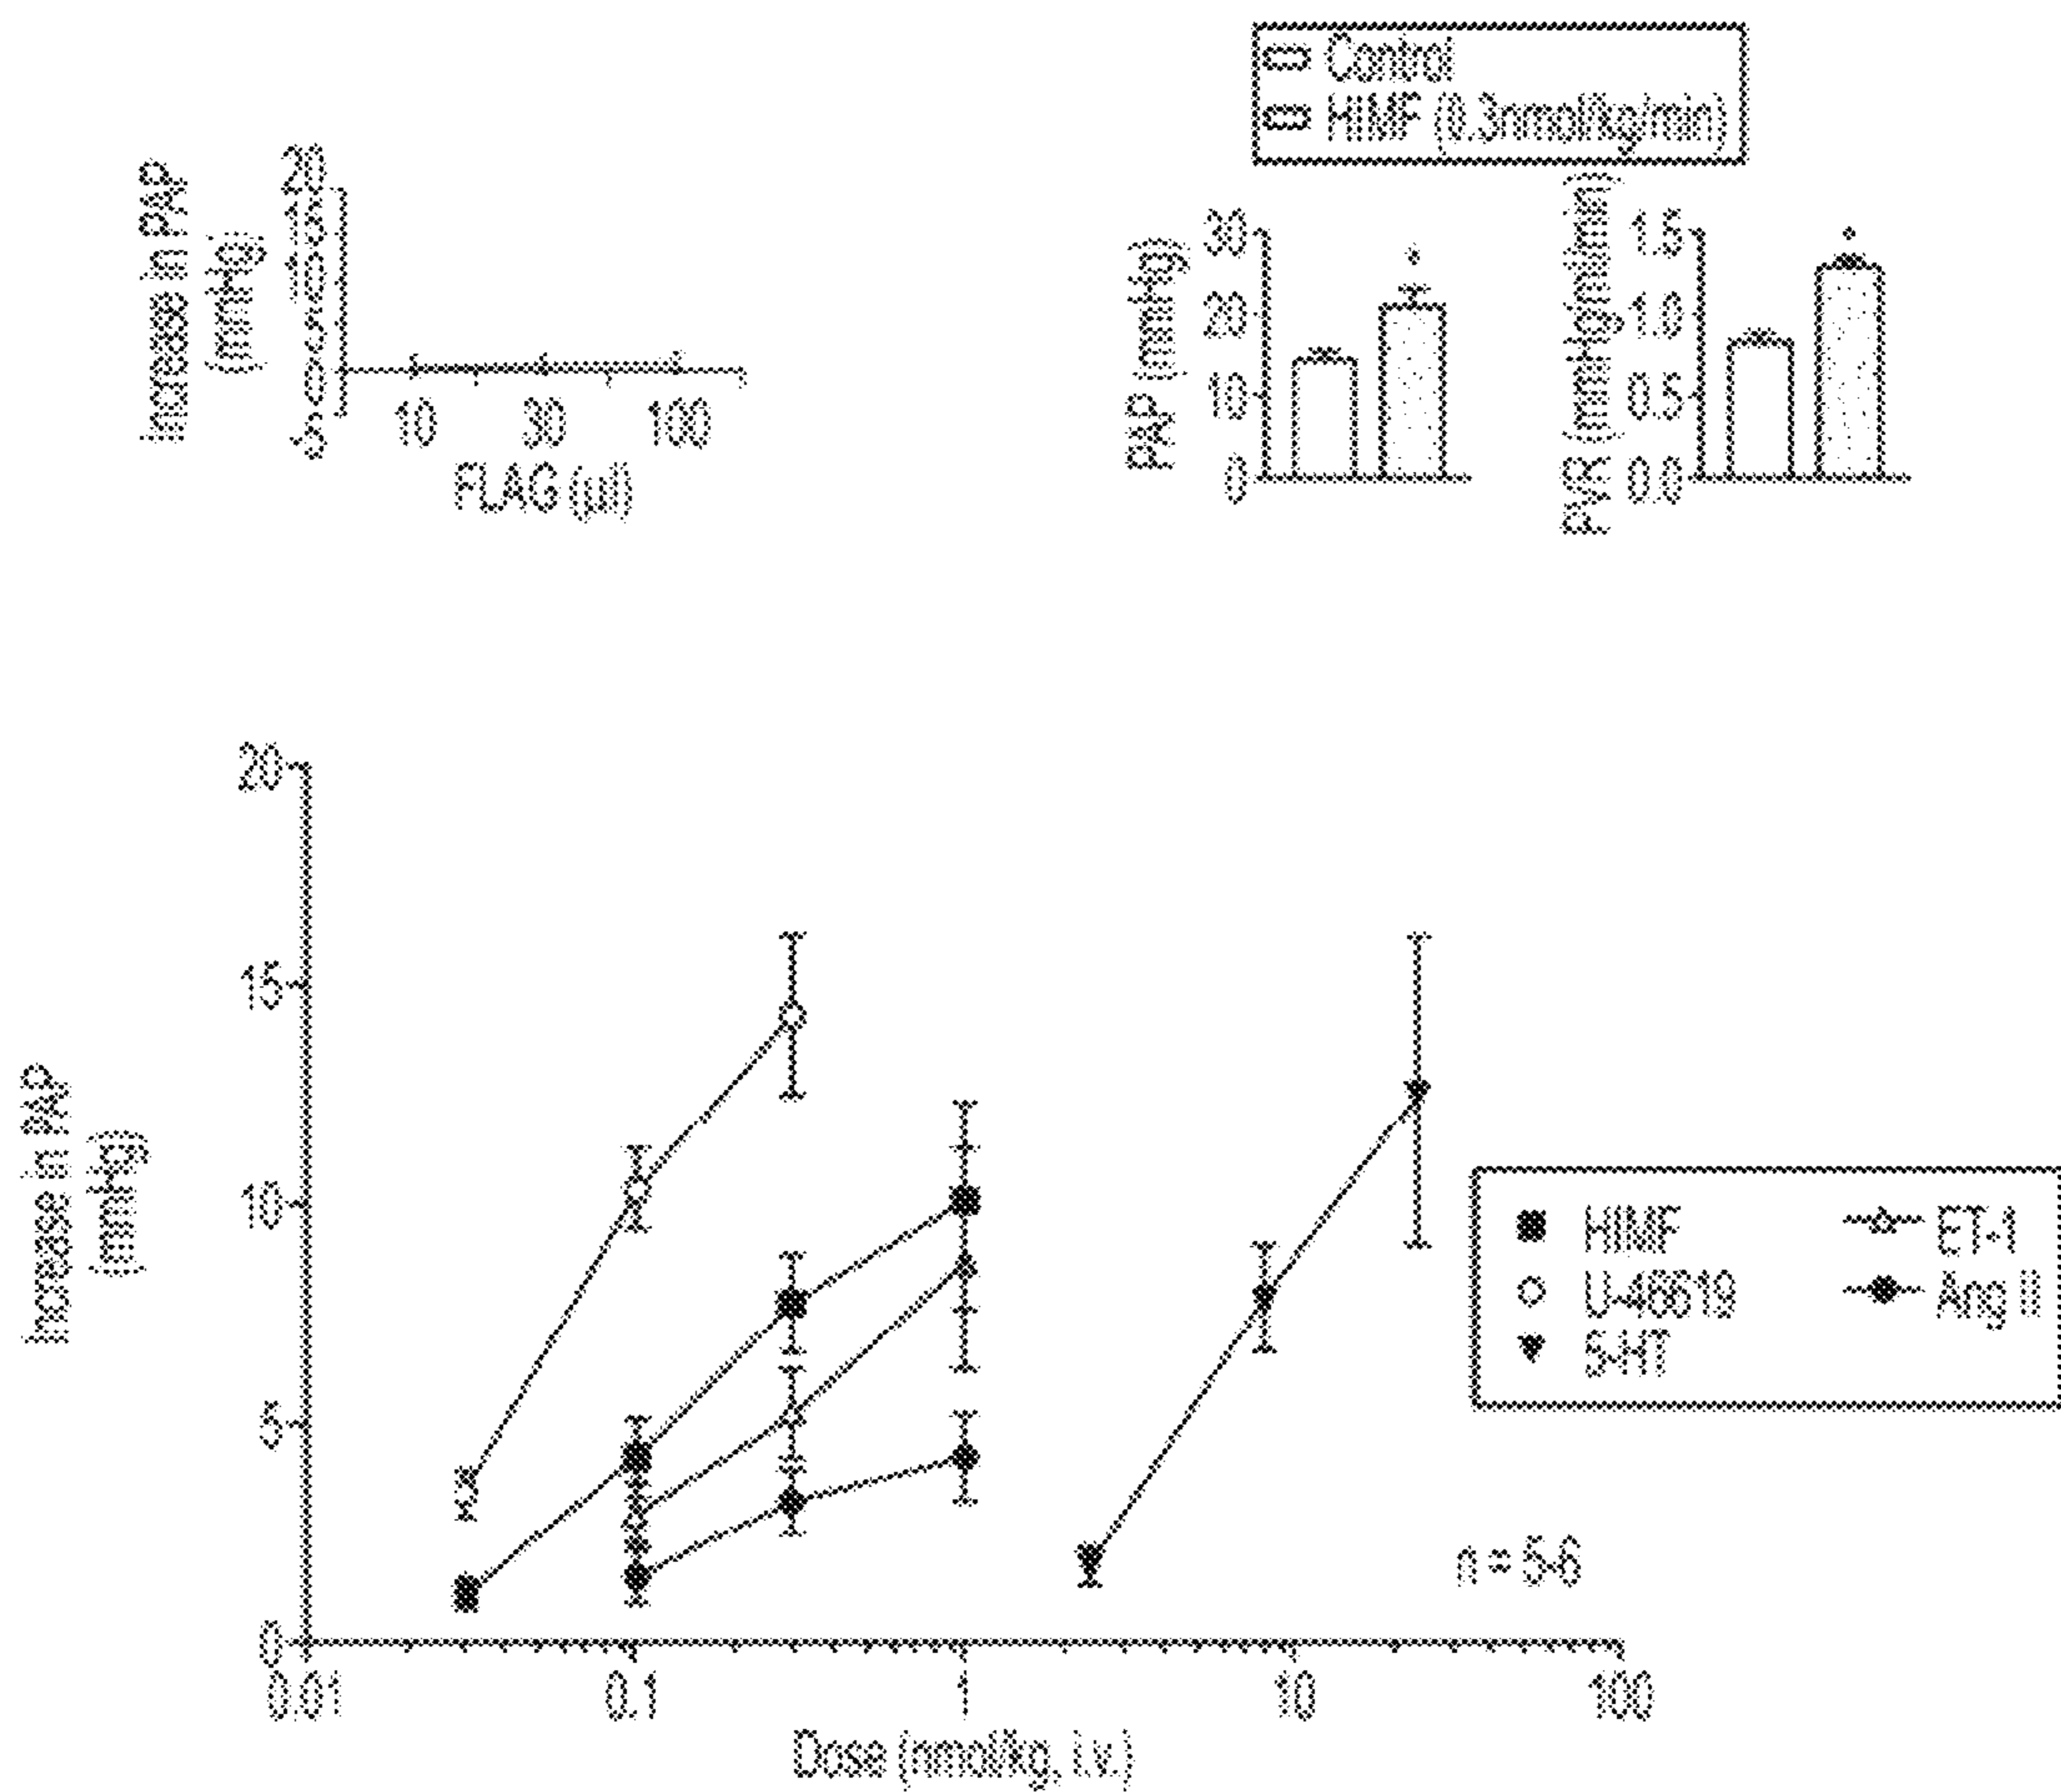 Control
HIMF (0.3nmol/kg/min)
Increase in PAP
(mmHg)
20
15
10
5
0
-5
10 30 100
FLAG (µl)
PAP (mmHg)
30
20
10
0
PVR (mmHg/ml/min)
1.5
1.0
0.5
0.0
Increase in PAP
(mmHg)
20
15
10
5
0
0.01 0.1 1 10 100
Dose (nmol/kg, i.v.)
HIMF ET-1
U-46619 Ang II
5-HT
n = 5-6